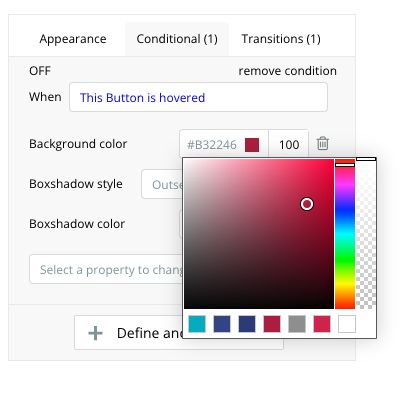 Appearance Conditional (1) Transitions (1)
OFF remove condition
When This Button is hovered
Background color #B32246 100
Boxshadow style Outse
Boxshadow color
Select a property to chang
Define and